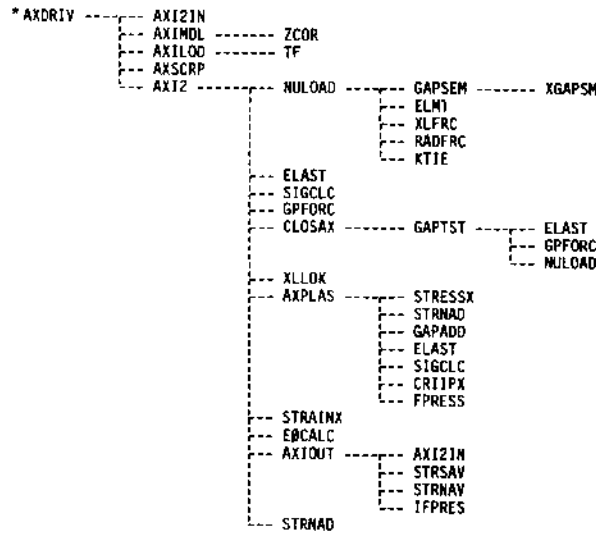 *AXDRIV ----- AXI2IN
AXIMDL ------- ZCOR
AXILOD ------- TF
AXSCRP
AXI2 ------- NULOAD ------- GAPSEM ------- XGAPSM
ELM1
XLFRC
RADFRC
KTIE
ELAST
SIGCLC
GPFORC
CLOSAX ------- GAPTST ------- ELAST
GPFORC
NULOAD
XLLOK
AXPLAS ------- STRESSX
STRNAD
GAPADD
ELAST
SIGCLC
CRIIPX
FPRESS
STRAINX
EØCALC
AXIOUT ------- AXI2IN
STRSAV
STRNAV
IFPRES
STRNAD